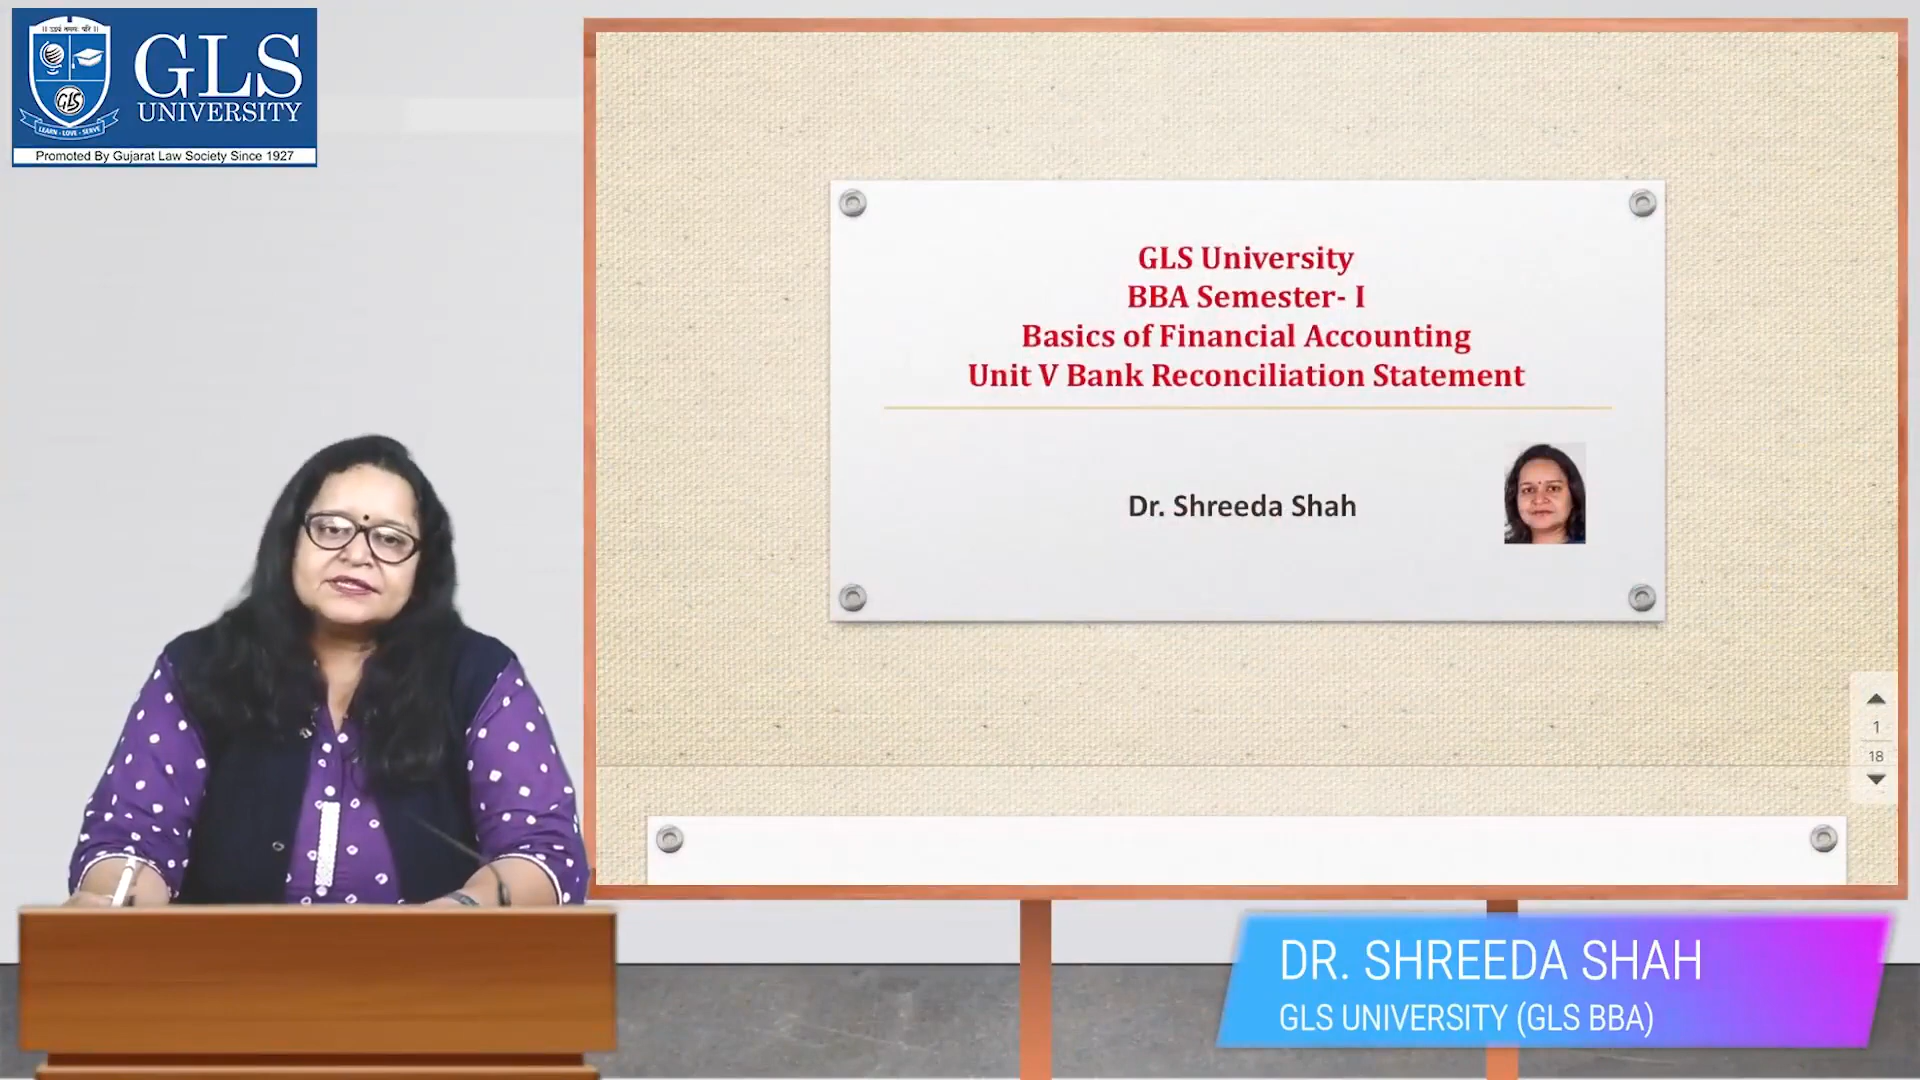 GLS
UNIVERSITY
GLS
LEARN - LOVE - SERVE
Promoted By Gujarat Law Society Since 1927
GLS University
BBA Semester- I
Basics of Financial Accounting
Unit V Bank Reconciliation Statement
Dr. Shreeda Shah
1
18
DR. SHREEDA SHAH
GLS UNIVERSITY (GLS BBA)